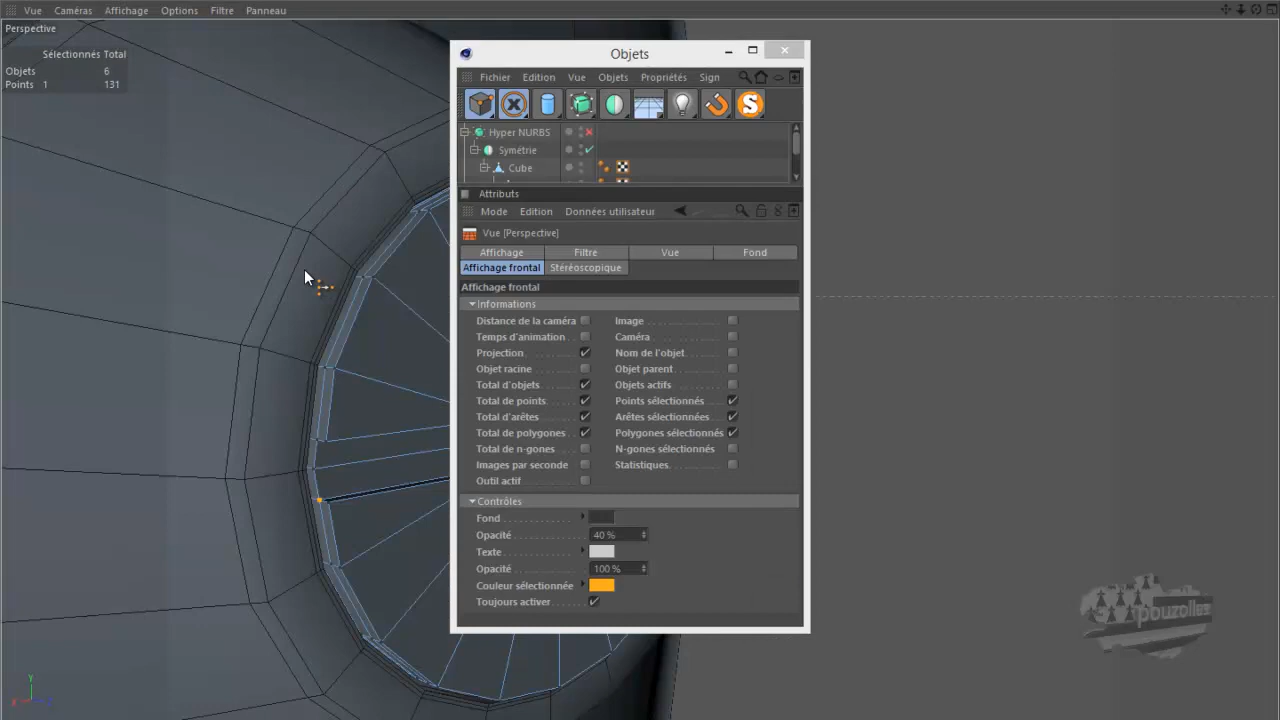 Vue Caméras Affichage Options Filtre Panneau
Perspective
Sélectionnés Total
Objets 6
Points 1 131
Objets
Fichier Edition Vue Objets Propriétés Sign
S
Hyper NURBS
Symétrie
Cube
Attributs
Mode Edition Données utilisateur
Vue [Perspective]
Affichage Filtre Vue Fond
Affichage frontal Stéréoscopique
Affichage frontal
Informations
Distance de la caméra Image
Temps d'animation Caméra
Projection Nom de l'objet
Objet racine Objet parent
Total d'objets Objets actifs
Total de points Points sélectionnés
Total d'arêtes Arêtes sélectionnées
Total de polygones Polygones sélectionnés
Total de n-gones N-gones sélectionnés
Images par seconde Statistiques
Outil actif
Contrôles
Fond
Opacité 40 %
Texte
Opacité 100 %
Couleur sélectionnée
Toujours activer
pouzolles
Y
X